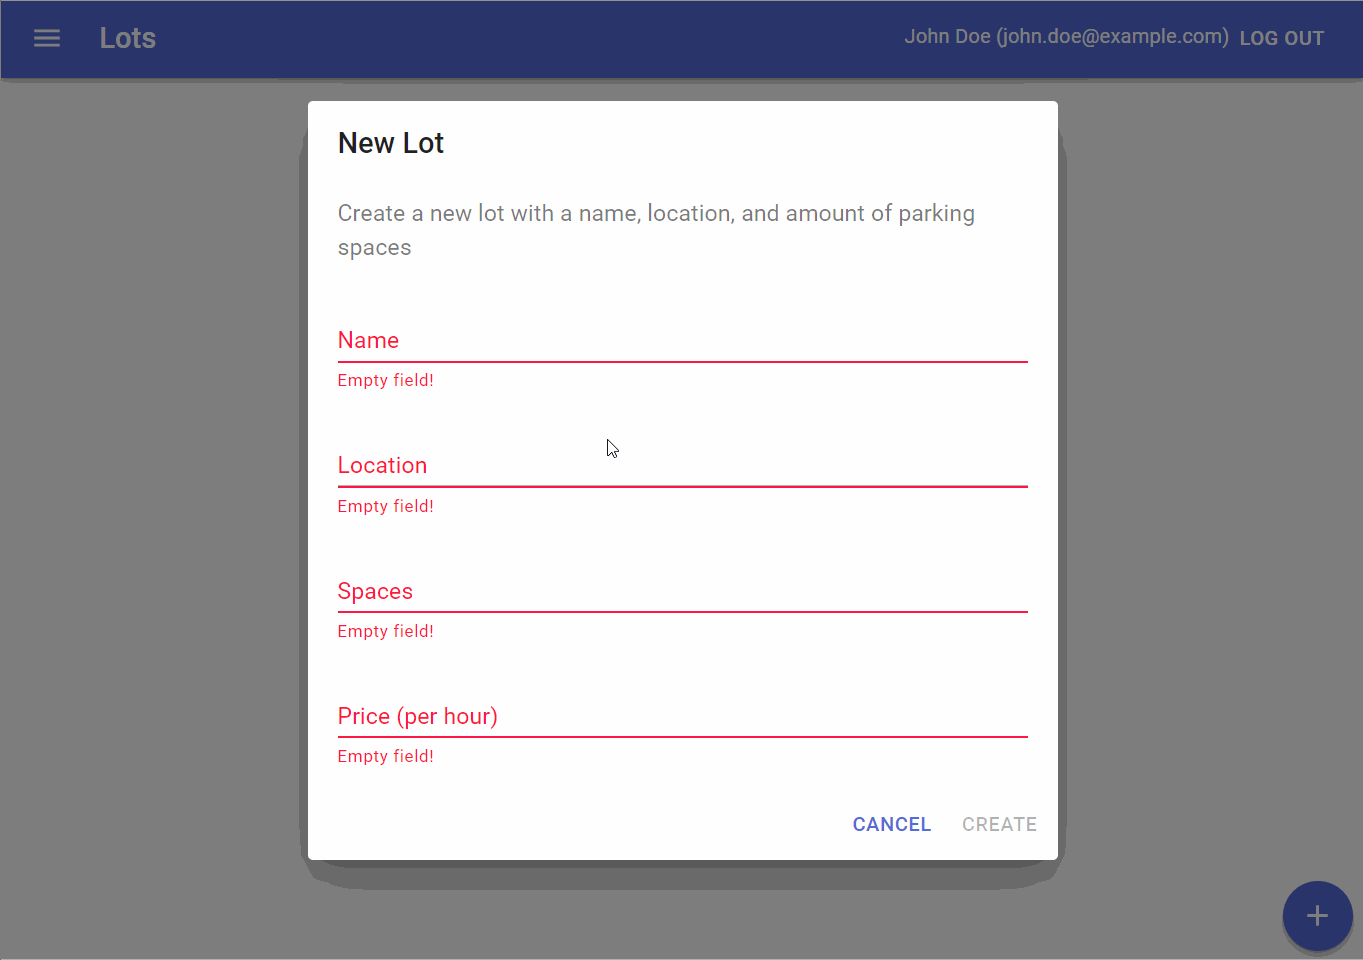 Lots
John Doe (john.doe@example.com) LOG OUT
New Lot
Create a new lot with a name, location, and amount of parking
spaces
Name
Empty field!
Location
Empty field!
Spaces
Empty field!
Price (per hour)
Empty field!
CANCEL CREATE